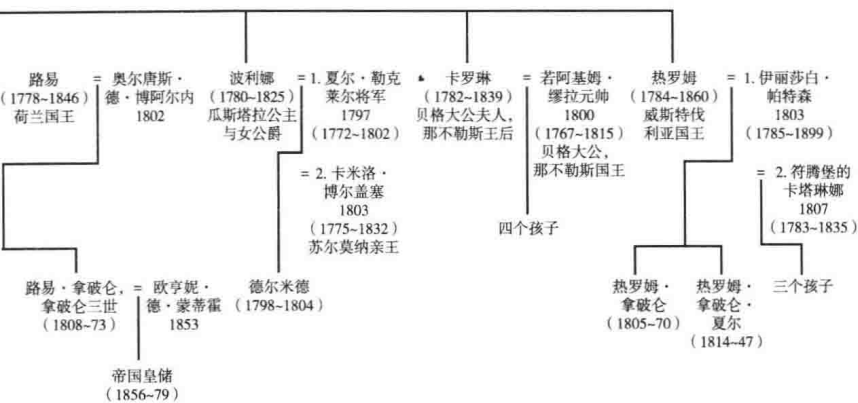 路易
(1778~1846)
荷兰国王
= 奥尔唐斯·
德·博阿尔内
1802
波利娜
(1780~1825)
瓜斯塔拉公主
与女公爵
= 1. 夏尔·勒克
莱尔将军
1797
(1772~1802)
= 2. 卡米洛·
博尔盖塞
1803
(1775~1832)
苏尔莫纳亲王
卡罗琳
(1782~1839)
贝格大公夫人,
那不勒斯王后
= 若阿基姆·
缪拉元帅
1800
(1767~1815)
贝格大公,
那不勒斯国王
热罗姆
(1784~1860)
威斯特伐
利亚国王
= 1. 伊丽莎白·
帕特森
1803
(1785~1899)
= 2. 符腾堡的
卡塔琳娜
1807
(1783~1835)
路易·拿破仑,
拿破仑三世
(1808~73)
= 欧亨妮·
德·蒙蒂霍
1853
德尔米德
(1798~1804)
四个孩子
热罗姆·
拿破仑
(1805~70)
热罗姆·
拿破仑·
夏尔
(1814~47)
三个孩子
帝国皇储
(1856~79)